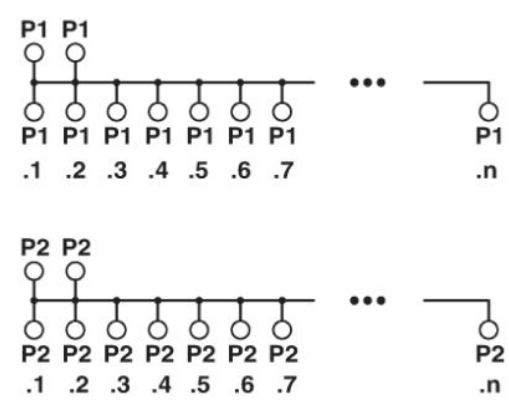 P1 P1
P1 P1 P1 P1 P1 P1 P1 P1
.1 .2 .3 .4 .5 .6 .7 .n
P2 P2
P2 P2 P2 P2 P2 P2 P2 P2
.1 .2 .3 .4 .5 .6 .7 .n